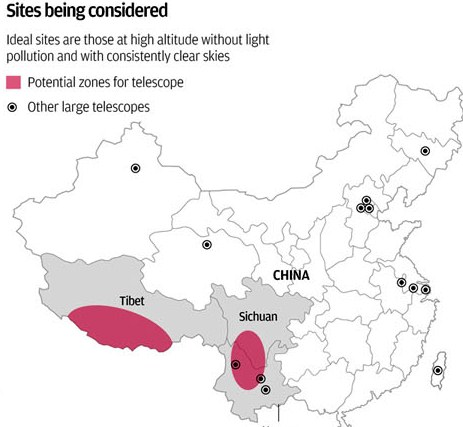 Sites being considered
Ideal sites are those at high altitude without light
pollution and with consistently clear skies
Potential zones for telescope
Other large telescopes
CHINA
Tibet
Sichuan